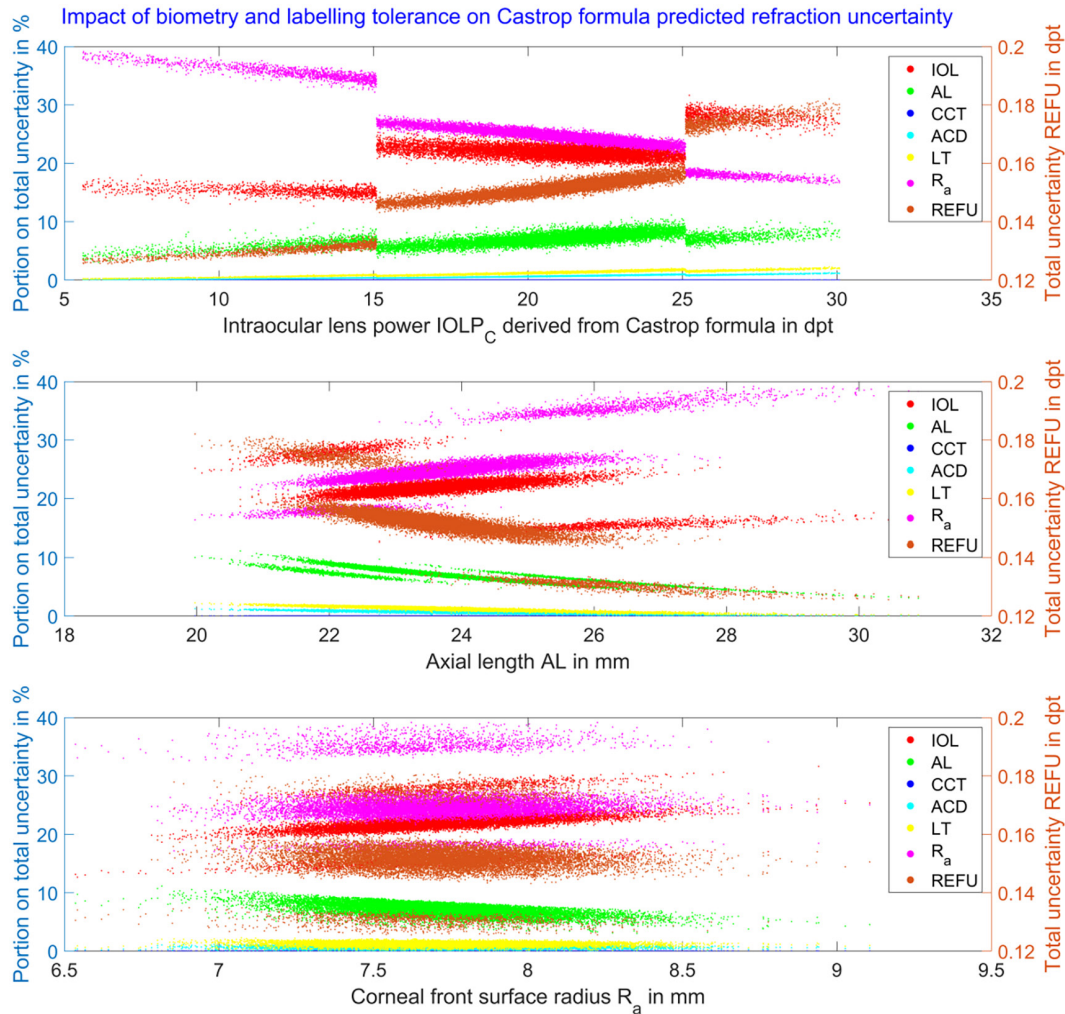 Impact of biometry and labelling tolerance on Castrop formula predicted refraction uncertainty
Portion on total uncertainty in %
40
30
20
10
0
5
10
15
20
25
30
35
0.2
0.18
0.16
0.14
0.12
Total uncertainty REFU in dpt
IOL
AL
CCT
ACD
LT
R_a
REFU
Intraocular lens power IOLP_C derived from Castrop formula in dpt
Portion on total uncertainty in %
40
30
20
10
0
18
20
22
24
26
28
30
32
0.2
0.18
0.16
0.14
0.12
Total uncertainty REFU in dpt
IOL
AL
CCT
ACD
LT
R_a
REFU
Axial length AL in mm
Portion on total uncertainty in %
40
30
20
10
0
6.5
7
7.5
8
8.5
9
9.5
0.2
0.18
0.16
0.14
0.12
Total uncertainty REFU in dpt
IOL
AL
CCT
ACD
LT
R_a
REFU
Corneal front surface radius R_a in mm